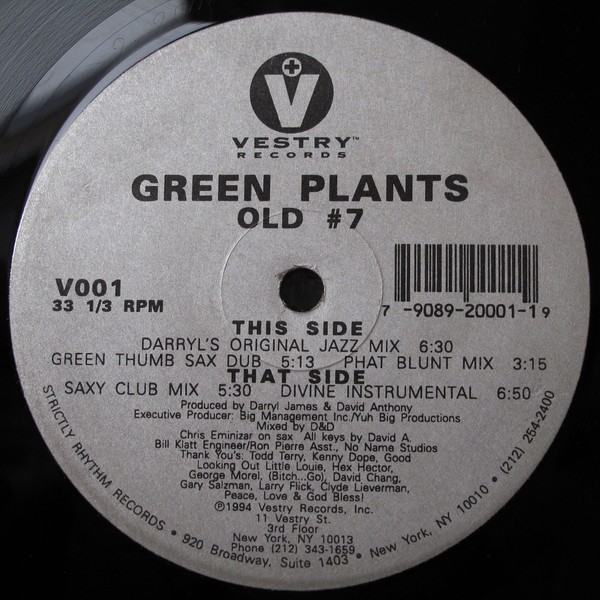 V
VESTRY™
RECORDS
GREEN PLANTS
OLD #7
V001
33 1/3 RPM
7 -9089-20001-1 9
THIS SIDE
DARRYL'S ORIGINAL JAZZ MIX 6:30
GREEN THUMB SAX DUB 5:13 PHAT BLUNT MIX 3:15
THAT SIDE
SAXY CLUB MIX 5:30 DIVINE INSTRUMENTAL 6:50
Produced by Darryl James & David Anthony
Executive Producer: Big Management Inc./Yuh Big Productions
Mixed by D&D
Chris Eminizar on sax All keys by David A.
Bill Klatt Engineer/Ron Pierre Asst., No Name Studios
Thank You's: Todd Terry, Kenny Dope, Good
Looking Out Little Louie, Hex Hector,
George Morel, (Bitch...Go), David Chang,
Gary Salzman, Larry Flick, Clyde Lieverman,
Peace, Love & God Bless!
℗1994 Vestry Records, Inc.
11 Vestry St.
3rd Floor
New York, NY 10013
Phone (212) 343-1659
STRICTLY RHYTHM RECORDS • 920 Broadway, Suite 1403 • New York, NY 10010 • (212) 254-2400